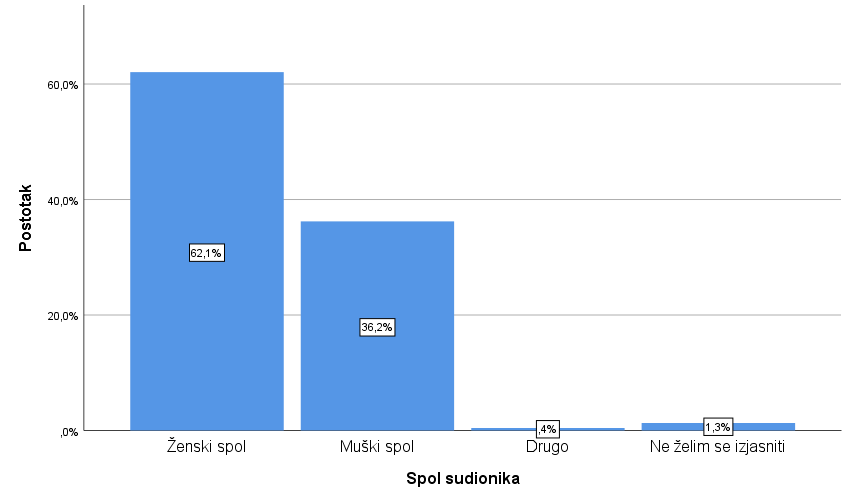 Postotak
60,0%
40,0%
20,0%
,0%
62,1%
36,2%
,4%
1,3%
Ženski spol
Muški spol
Drugo
Ne želim se izjasniti
Spol sudionika